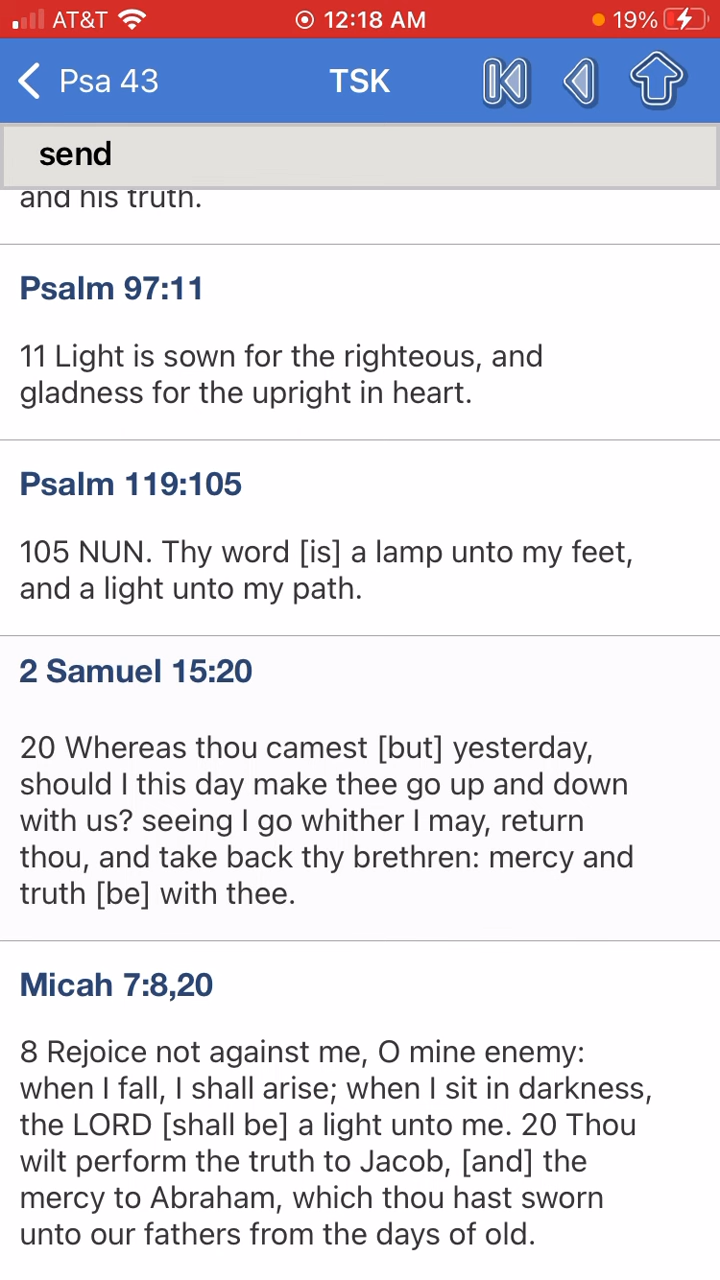 AT&T 12:18 AM 19%
Psa 43 TSK
send
and his truth.
Psalm 97:11
11 Light is sown for the righteous, and
gladness for the upright in heart.
Psalm 119:105
105 NUN. Thy word [is] a lamp unto my feet,
and a light unto my path.
2 Samuel 15:20
20 Whereas thou camest [but] yesterday,
should I this day make thee go up and down
with us? seeing I go whither I may, return
thou, and take back thy brethren: mercy and
truth [be] with thee.
Micah 7:8,20
8 Rejoice not against me, O mine enemy:
when I fall, I shall arise; when I sit in darkness,
the LORD [shall be] a light unto me. 20 Thou
wilt perform the truth to Jacob, [and] the
mercy to Abraham, which thou hast sworn
unto our fathers from the days of old.